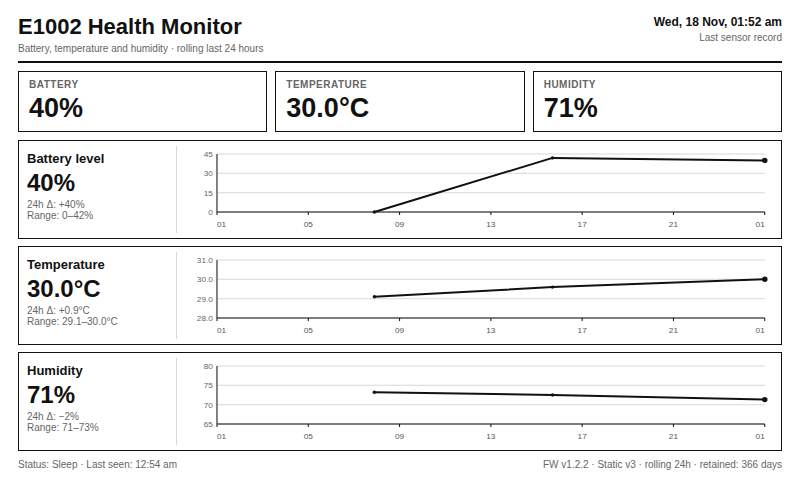 E1002 Health Monitor
Battery, temperature and humidity · rolling last 24 hours
Wed, 18 Nov, 01:52 am
Last sensor record
BATTERY
40%
TEMPERATURE
30.0°C
HUMIDITY
71%
Battery level
40%
24h Δ: +40%
Range: 0–42%
45
30
15
0
01 05 09 13 17 21 01
Temperature
30.0°C
24h Δ: +0.9°C
Range: 29.1–30.0°C
31.0
30.0
29.0
28.0
01 05 09 13 17 21 01
Humidity
71%
24h Δ: −2%
Range: 71–73%
80
75
70
65
01 05 09 13 17 21 01
Status: Sleep · Last seen: 12:54 am
FW v1.2.2 · Static v3 · rolling 24h · retained: 366 days